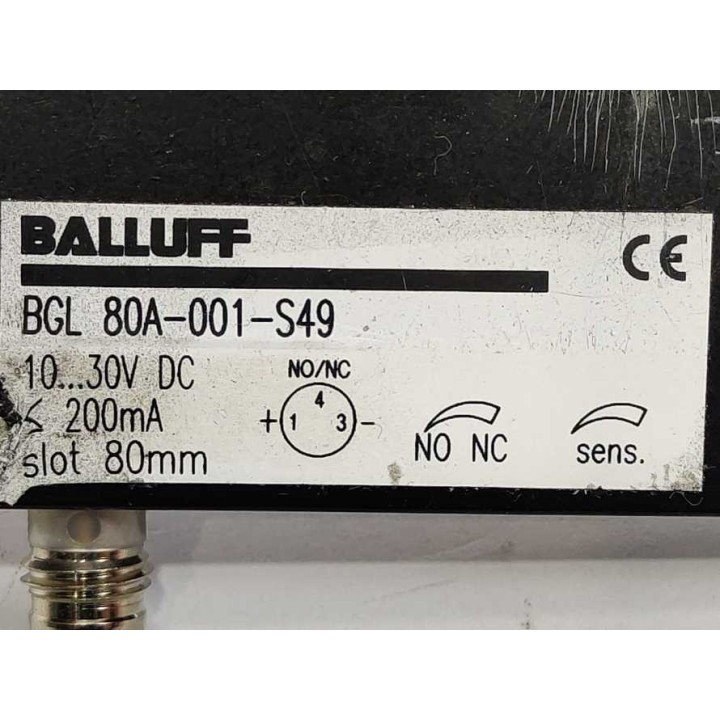 BALLUFF
CE
BGL 80A-001-S49
10...30V DC
≤ 200mA
slot 80mm
NO/NC
4
+ 1 3 -
NO NC
sens.